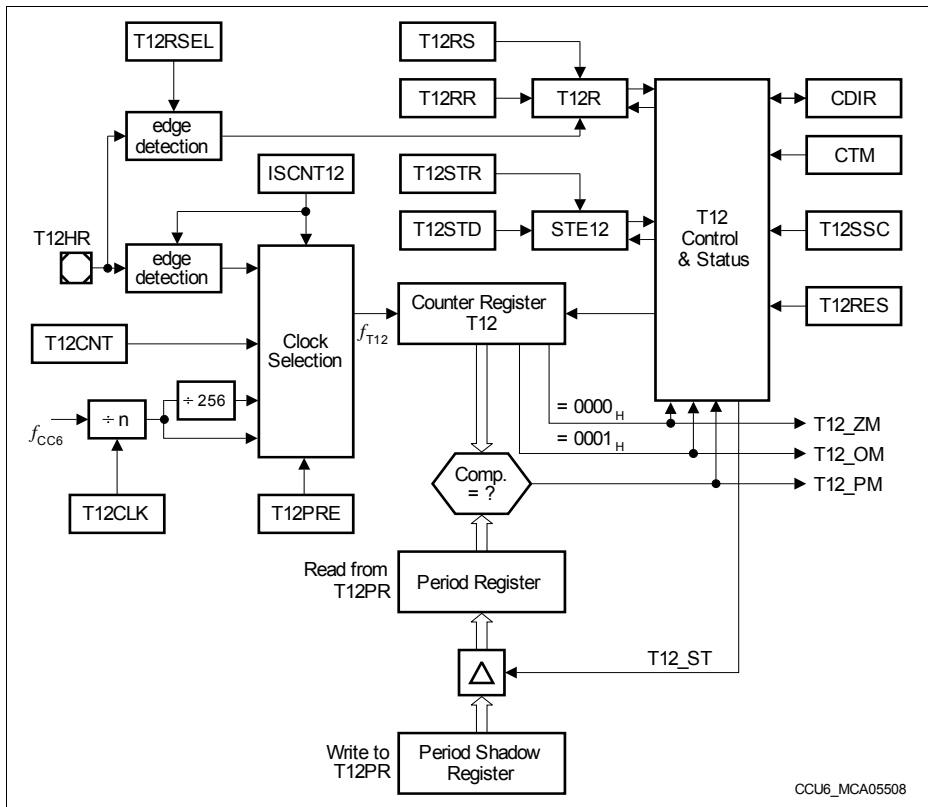 T12RSEL
T12RS
T12RR
T12R
CDIR
edge
detection
CTM
ISCNT12
T12STR
T12STD
STE12
T12
Control
& Status
T12SSC
T12HR
edge
detection
T12RES
Counter Register
T12
fT12
Clock
Selection
T12CNT
÷ 256
÷ n
fCC6
= 0000H
T12_ZM
= 0001H
T12_OM
Comp.
= ?
T12_PM
T12CLK
T12PRE
Read from
T12PR
Period Register
T12_ST
Δ
Write to
T12PR
Period Shadow
Register
CCU6_MCA05508